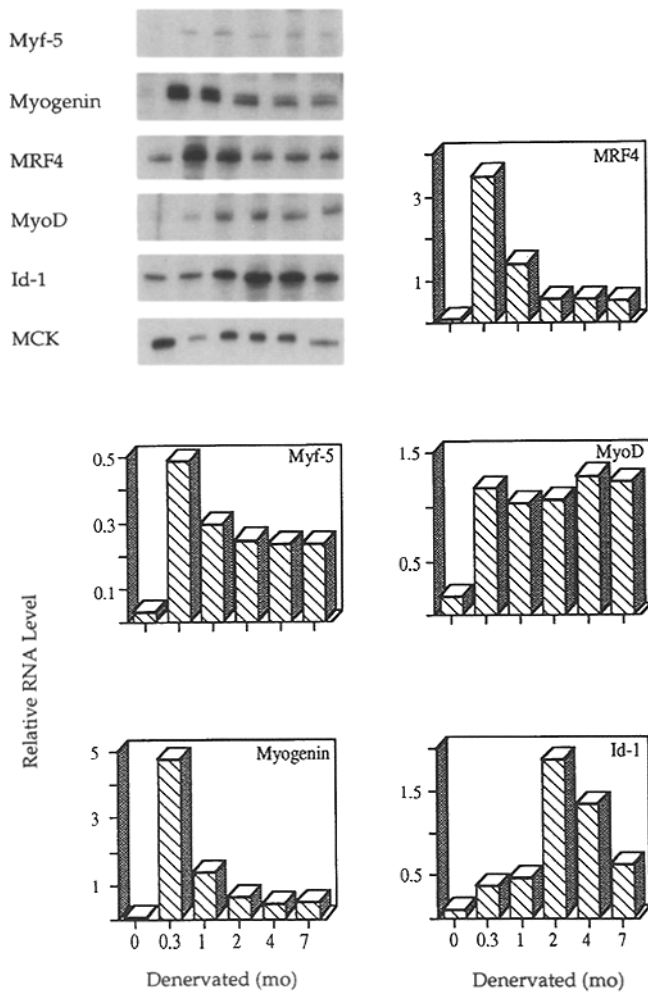 Myf-5
Myogenin
MRF4
MyoD
Id-1
MCK
MRF4
3
1
Myf-5
0.5
0.3
0.1
MyoD
1.5
0.5
Relative RNA Level
Myogenin
5
3
1
0 0.3 1 2 4 7
Denervated (mo)
Id-1
1.5
0.5
0 0.3 1 2 4 7
Denervated (mo)